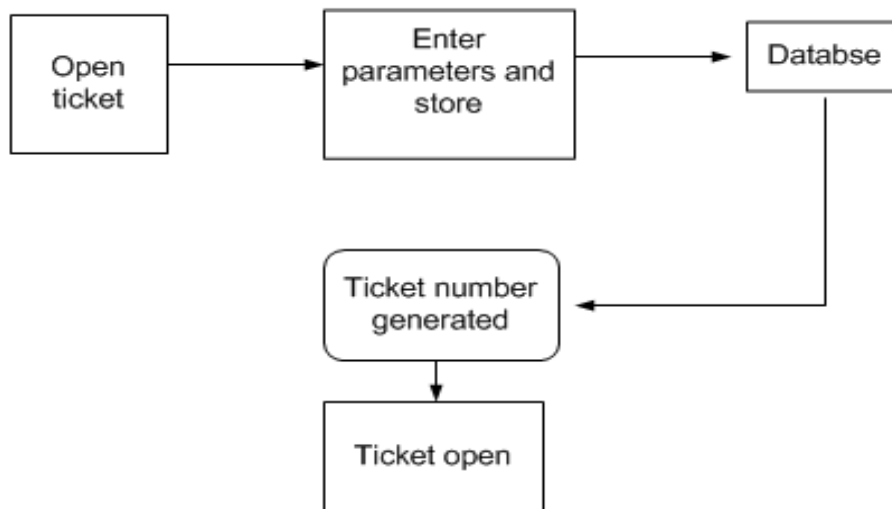 Open
ticket
Enter
parameters and
store
Databse
Ticket number
generated
Ticket open